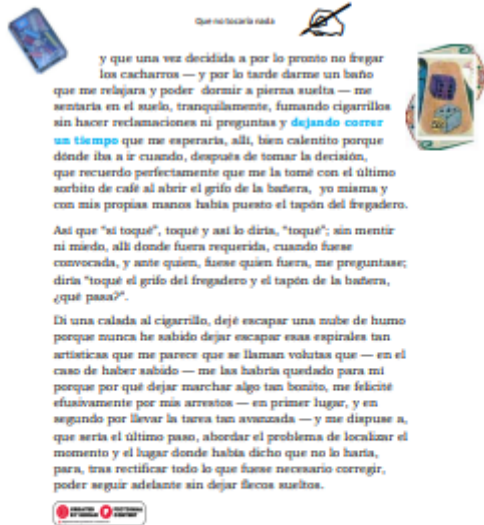 Que no tocaría nada
y que una vez decidida a por lo pronto no fregar
los cacharros — y por lo tarde darme un baño
que me relajara y poder dormir a pierna suelta — me
sentaría en el suelo, tranquilamente, fumando cigarrillos
sin hacer reclamaciones ni preguntas y dejando correr
un tiempo que me esperaría, allí, bien calentito porque
dónde iba a ir cuando, después de tomar la decisión,
que recuerdo perfectamente que me la tomé con el último
sorbito de café al abrir el grifo de la bañera, yo misma y
con mis propias manos había puesto el tapón del fregadero.
Así que “sí toqué”, toqué y así lo diría, “toqué”; sin mentir
ni miedo, allí donde fuera requerida, cuando fuese
convocada, y ante quien, fuese quien fuera, me preguntase;
diría “toqué el grifo del fregadero y el tapón de la bañera,
¿qué pasa?”.
Di una calada al cigarrillo, dejé escapar una nube de humo
porque nunca he sabido dejar escapar esas espirales tan
artísticas que me parece que se llaman volutas que — en el
caso de haber sabido — me las habría quedado para mí
porque por qué dejar marchar algo tan bonito, me felicité
efusivamente por mis arrestos — en primer lugar, y en
segundo por llevar la tarea tan avanzada — y me dispuse a,
que sería el último paso, abordar el problema de localizar el
momento y el lugar donde había dicho que no lo haría,
para, tras rectificar todo lo que fuese necesario corregir,
poder seguir adelante sin dejar flecos sueltos.